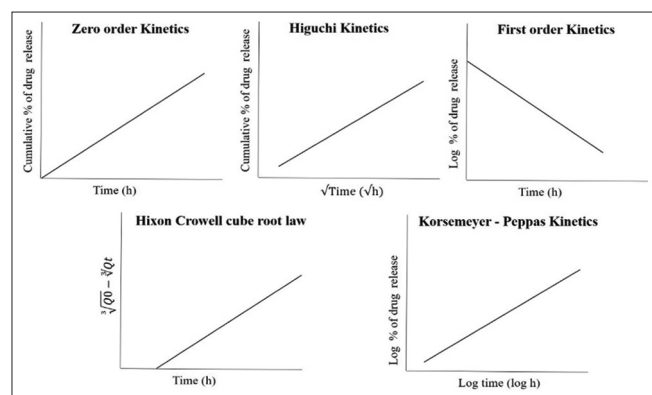 Zero order Kinetics
Cumulative % of drug release
Time (h)
Higuchi Kinetics
Cumulative % of drug release
√Time (√h)
First order Kinetics
Log % of drug release
Time (h)
Hixon Crowell cube root law
∛Q0 − ∛Qt
Time (h)
Korsemeyer - Peppas Kinetics
Log % of drug release
Log time (log h)